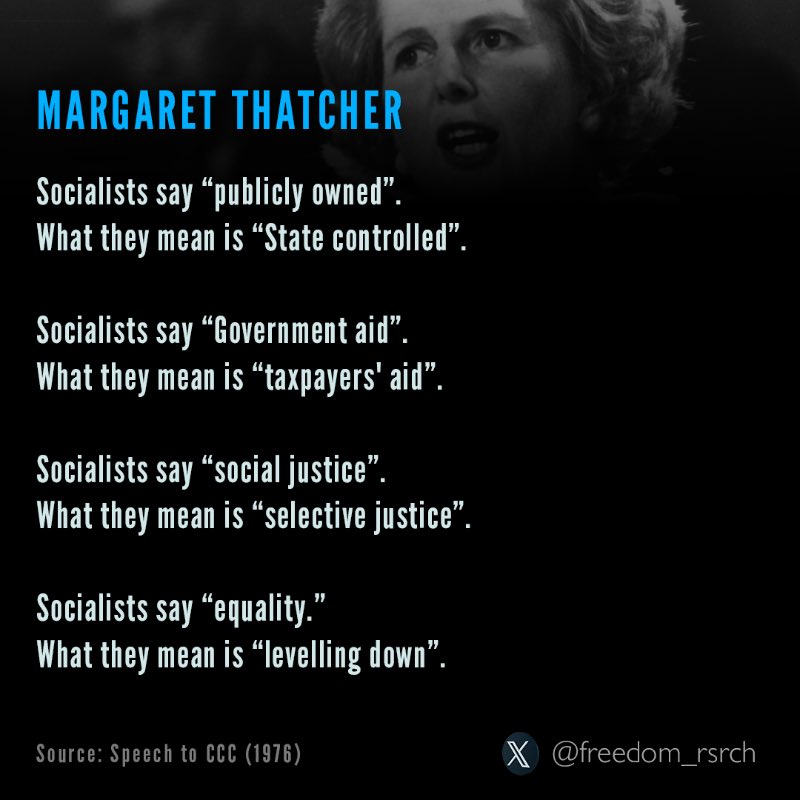 MARGARET THATCHER
Socialists say “publicly owned”.
What they mean is “State controlled”.
Socialists say “Government aid”.
What they mean is “taxpayers' aid”.
Socialists say “social justice”.
What they mean is “selective justice”.
Socialists say “equality.”
What they mean is “levelling down”.
Source: Speech to CCC (1976)
X @freedom_rsrch